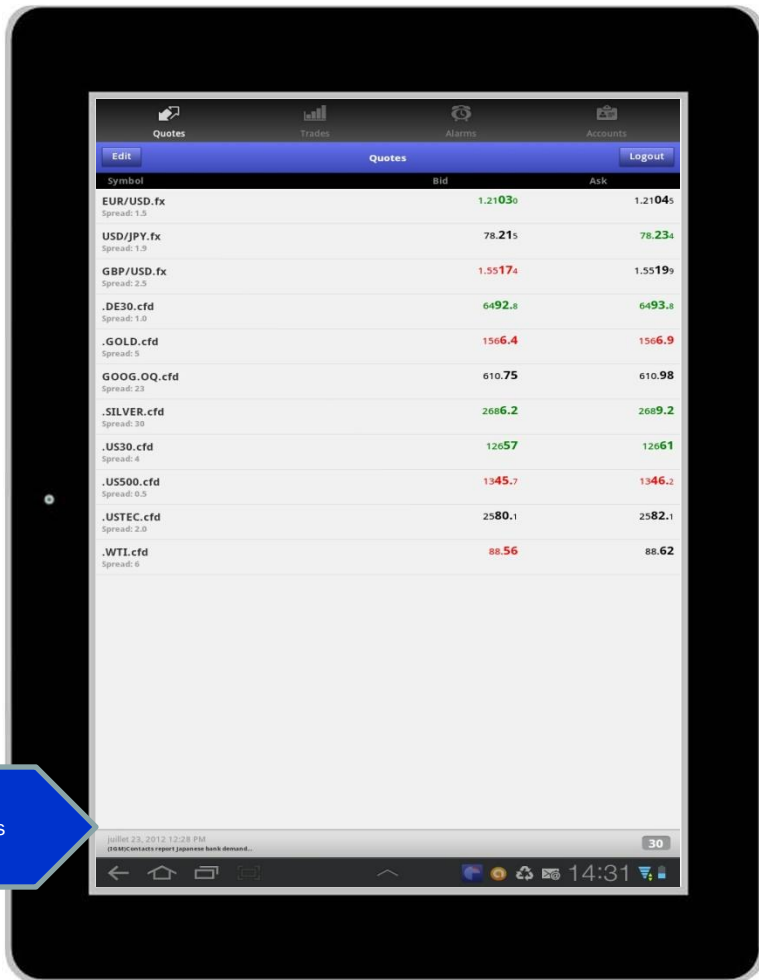 Quotes Trades Alarms Accounts
Edit Quotes Logout
Symbol Bid Ask
EUR/USD.fx 1.21030 1.21045
Spread: 1.5
USD/JPY.fx 78.215 78.234
Spread: 1.9
GBP/USD.fx 1.55174 1.55199
Spread: 2.5
.DE30.cfd 6492.8 6493.8
Spread: 1.0
.GOLD.cfd 1566.4 1566.9
Spread: 5
GOOG.OQ.cfd 610.75 610.98
Spread: 23
.SILVER.cfd 2686.2 2689.2
Spread: 30
.US30.cfd 12657 12661
Spread: 4
.US500.cfd 1345.7 1346.2
Spread: 0.5
.USTEC.cfd 2580.1 2582.1
Spread: 2.0
.WTI.cfd 88.56 88.62
Spread: 6
s
juillet 23, 2012 12:28 PM
(IGM)Contacts report Japanese bank demand...
30
14:31